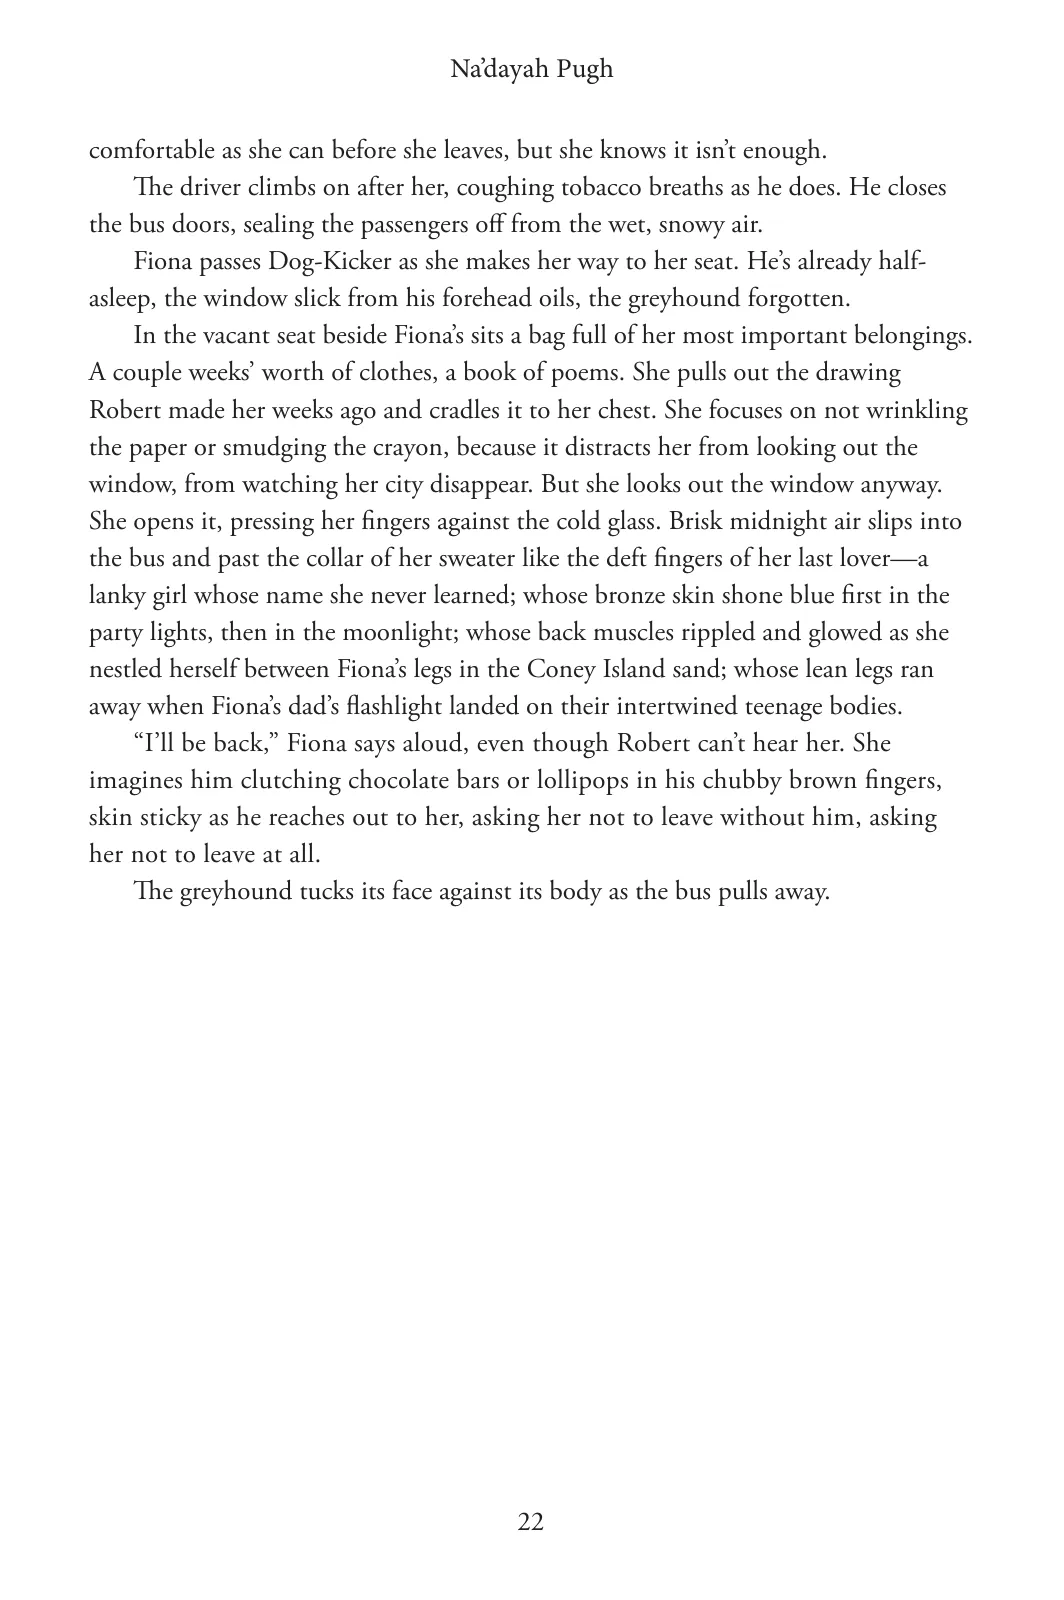 Na’dayah Pugh
comfortable as she can before she leaves, but she knows it isn’t enough.
The driver climbs on after her, coughing tobacco breaths as he does. He closes
the bus doors, sealing the passengers off from the wet, snowy air.
Fiona passes Dog-Kicker as she makes her way to her seat. He’s already half-
asleep, the window slick from his forehead oils, the greyhound forgotten.
In the vacant seat beside Fiona’s sits a bag full of her most important belongings.
A couple weeks’ worth of clothes, a book of poems. She pulls out the drawing
Robert made her weeks ago and cradles it to her chest. She focuses on not wrinkling
the paper or smudging the crayon, because it distracts her from looking out the
window, from watching her city disappear. But she looks out the window anyway.
She opens it, pressing her fingers against the cold glass. Brisk midnight air slips into
the bus and past the collar of her sweater like the deft fingers of her last lover—a
lanky girl whose name she never learned; whose bronze skin shone blue first in the
party lights, then in the moonlight; whose back muscles rippled and glowed as she
nestled herself between Fiona’s legs in the Coney Island sand; whose lean legs ran
away when Fiona’s dad’s flashlight landed on their intertwined teenage bodies.
“I’ll be back,” Fiona says aloud, even though Robert can’t hear her. She
imagines him clutching chocolate bars or lollipops in his chubby brown fingers,
skin sticky as he reaches out to her, asking her not to leave without him, asking
her not to leave at all.
The greyhound tucks its face against its body as the bus pulls away.
22